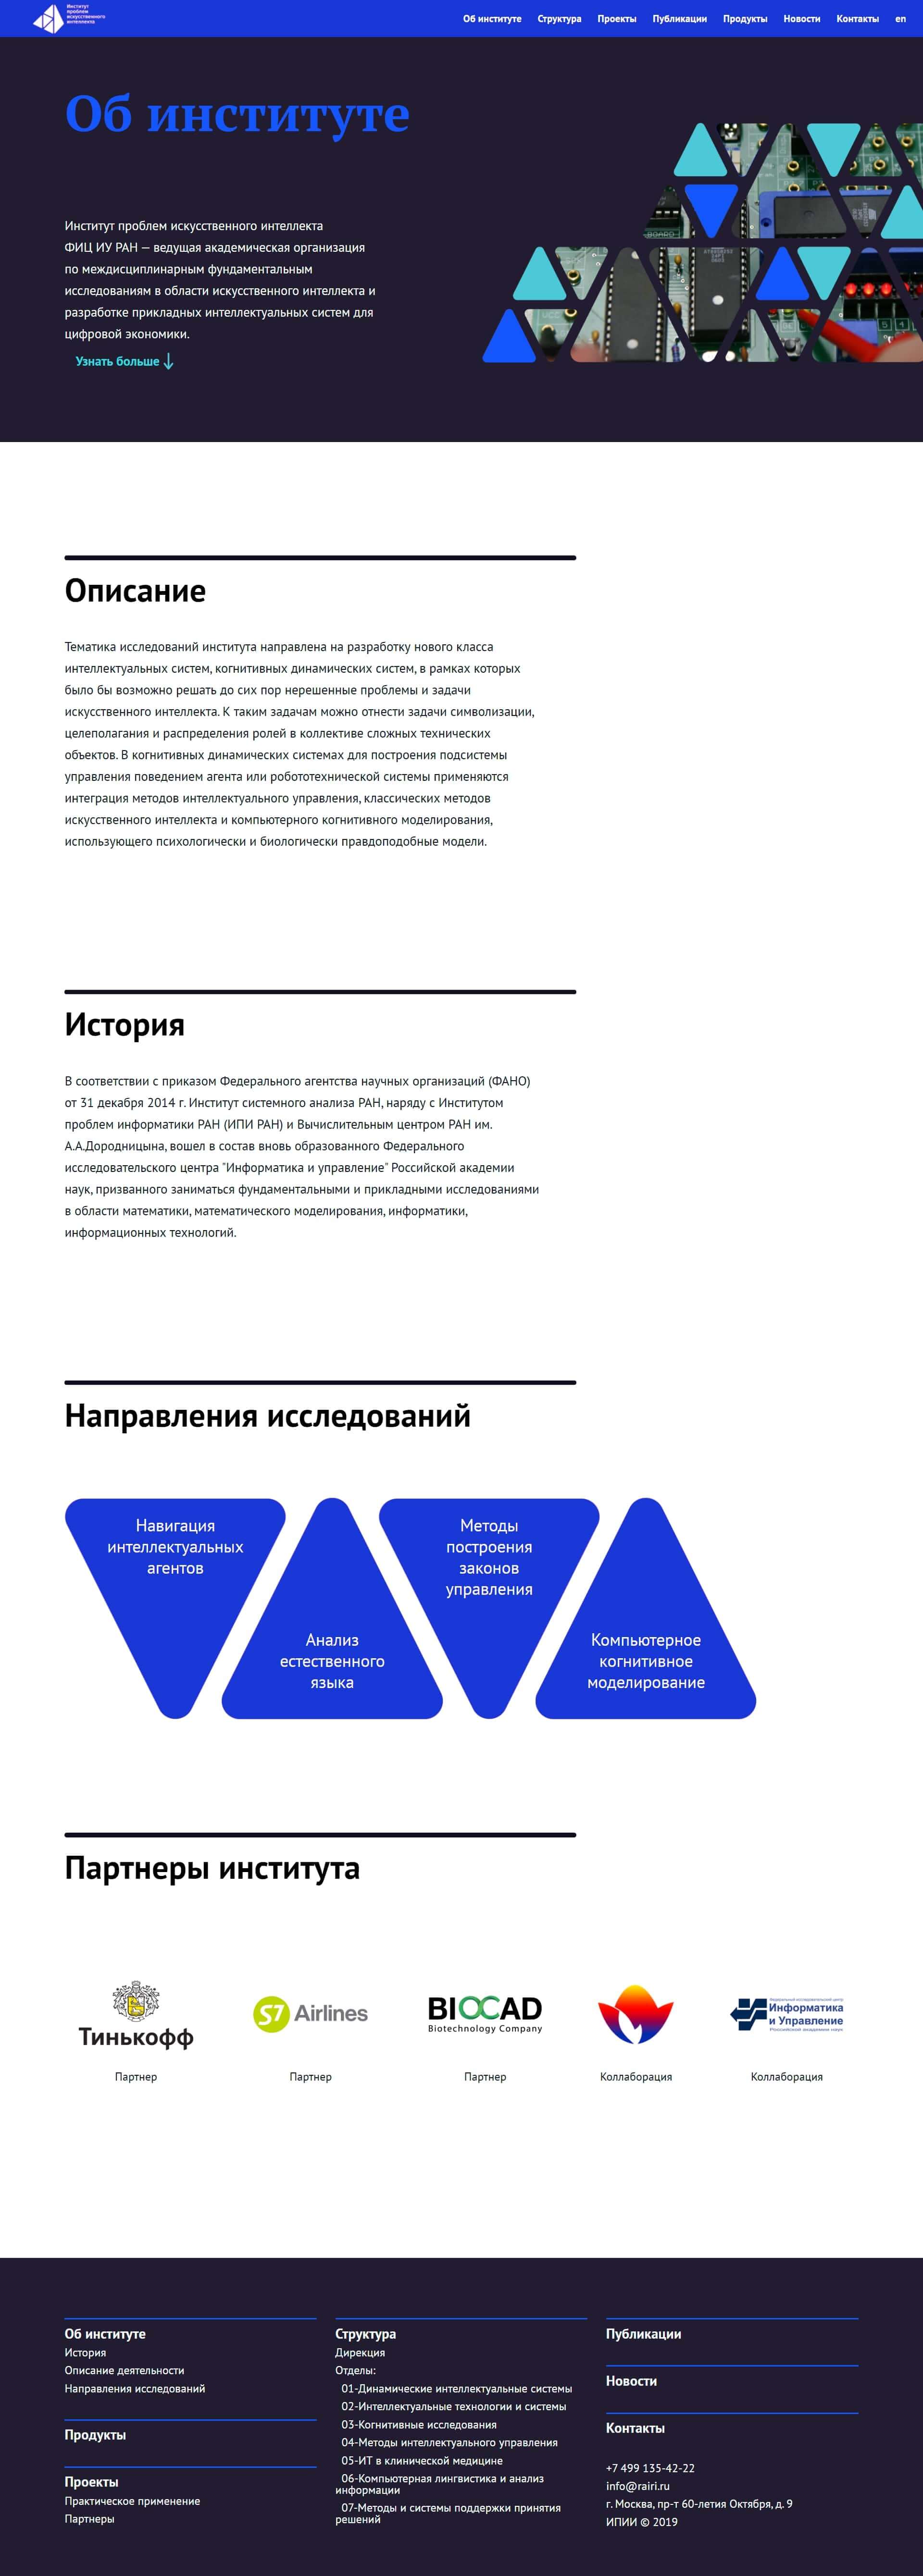 Институт
проблем
искусственного
интеллекта
Об институте Структура Проекты Публикации Продукты Новости Контакты en
Об институте
Институт проблем искусственного интеллекта
ФИЦ ИУ РАН — ведущая академическая организация
по междисциплинарным фундаментальным
исследованиям в области искусственного интеллекта и
разработке прикладных интеллектуальных систем для
цифровой экономики.
Узнать больше
Описание
Тематика исследований института направлена на разработку нового класса
интеллектуальных систем, когнитивных динамических систем, в рамках которых
было бы возможно решать до сих пор нерешенные проблемы и задачи
искусственного интеллекта. К таким задачам можно отнести задачи символизации,
целеполагания и распределения ролей в коллективе сложных технических
объектов. В когнитивных динамических системах для построения подсистемы
управления поведением агента или робототехнической системы применяются
интеграция методов интеллектуального управления, классических методов
искусственного интеллекта и компьютерного когнитивного моделирования,
использующего психологически и биологически правдоподобные модели.
История
В соответствии с приказом Федерального агентства научных организаций (ФАНО)
от 31 декабря 2014 г. Институт системного анализа РАН, наряду с Институтом
проблем информатики РАН (ИПИ РАН) и Вычислительным центром РАН им.
А.А.Дородницына, вошел в состав вновь образованного Федерального
исследовательского центра "Информатика и управление" Российской академии
наук, призванного заниматься фундаментальными и прикладными исследованиями
в области математики, математического моделирования, информатики,
информационных технологий.
Направления исследований
Навигация
интеллектуальных
агентов
Анализ
естественного
языка
Методы
построения
законов
управления
Компьютерное
когнитивное
моделирование
Партнеры института
Тинькофф
S7 Airlines
BIOCAD
Biotechnology Company
Федеральный исследовательский центр
Информатика
и Управление
Российской академии наук
Партнер Партнер Партнер Коллаборация Коллаборация
Об институте
История
Описание деятельности
Направления исследований
Продукты
Проекты
Практическое применение
Партнеры
Структура
Дирекция
Отделы:
01-Динамические интеллектуальные системы
02-Интеллектуальные технологии и системы
03-Когнитивные исследования
04-Методы интеллектуального управления
05-ИТ в клинической медицине
06-Компьютерная лингвистика и анализ
информации
07-Методы и системы поддержки принятия
решений
Публикации
Новости
Контакты
+7 499 135-42-22
info@rairi.ru
г. Москва, пр-т 60-летия Октября, д. 9
ИПИИ © 2019